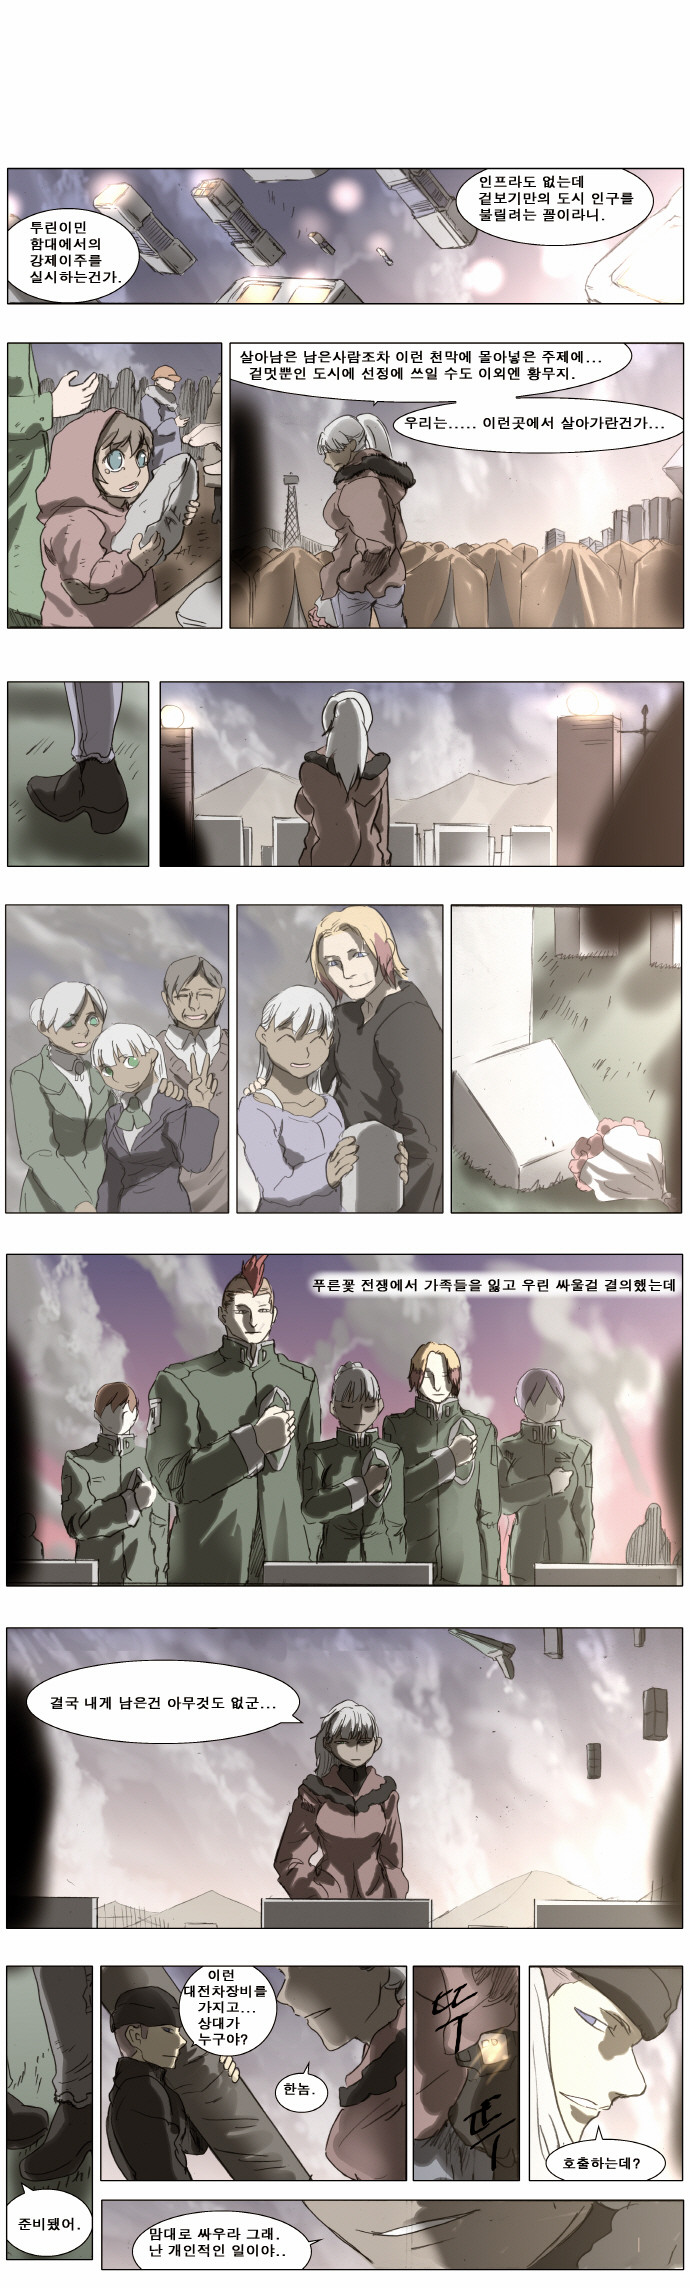 투린이민
함대에서의
강제이주를
실시하는건가.
인프라도 없는데
겉보기만의 도시 인구를
불릴려는 꼴이라니.
살아남은 남은사람조차 이런 천막에 몰아넣은 주제에...
겉멋뿐인 도시에 선정에 쓰일 수도 이외엔 황무지.
우리는..... 이런곳에서 살아가란건가...
푸른꽃 전쟁에서 가족들을 잃고 우린 싸울걸 결의했는데
결국 내게 남은건 아무것도 없군...
이런
대전차장비를
가지고...
상대가
누구야?
한놈.
뚜
뚜
호출하는데?
준비됐어.
맘대로 싸우라 그래.
난 개인적인 일이야..